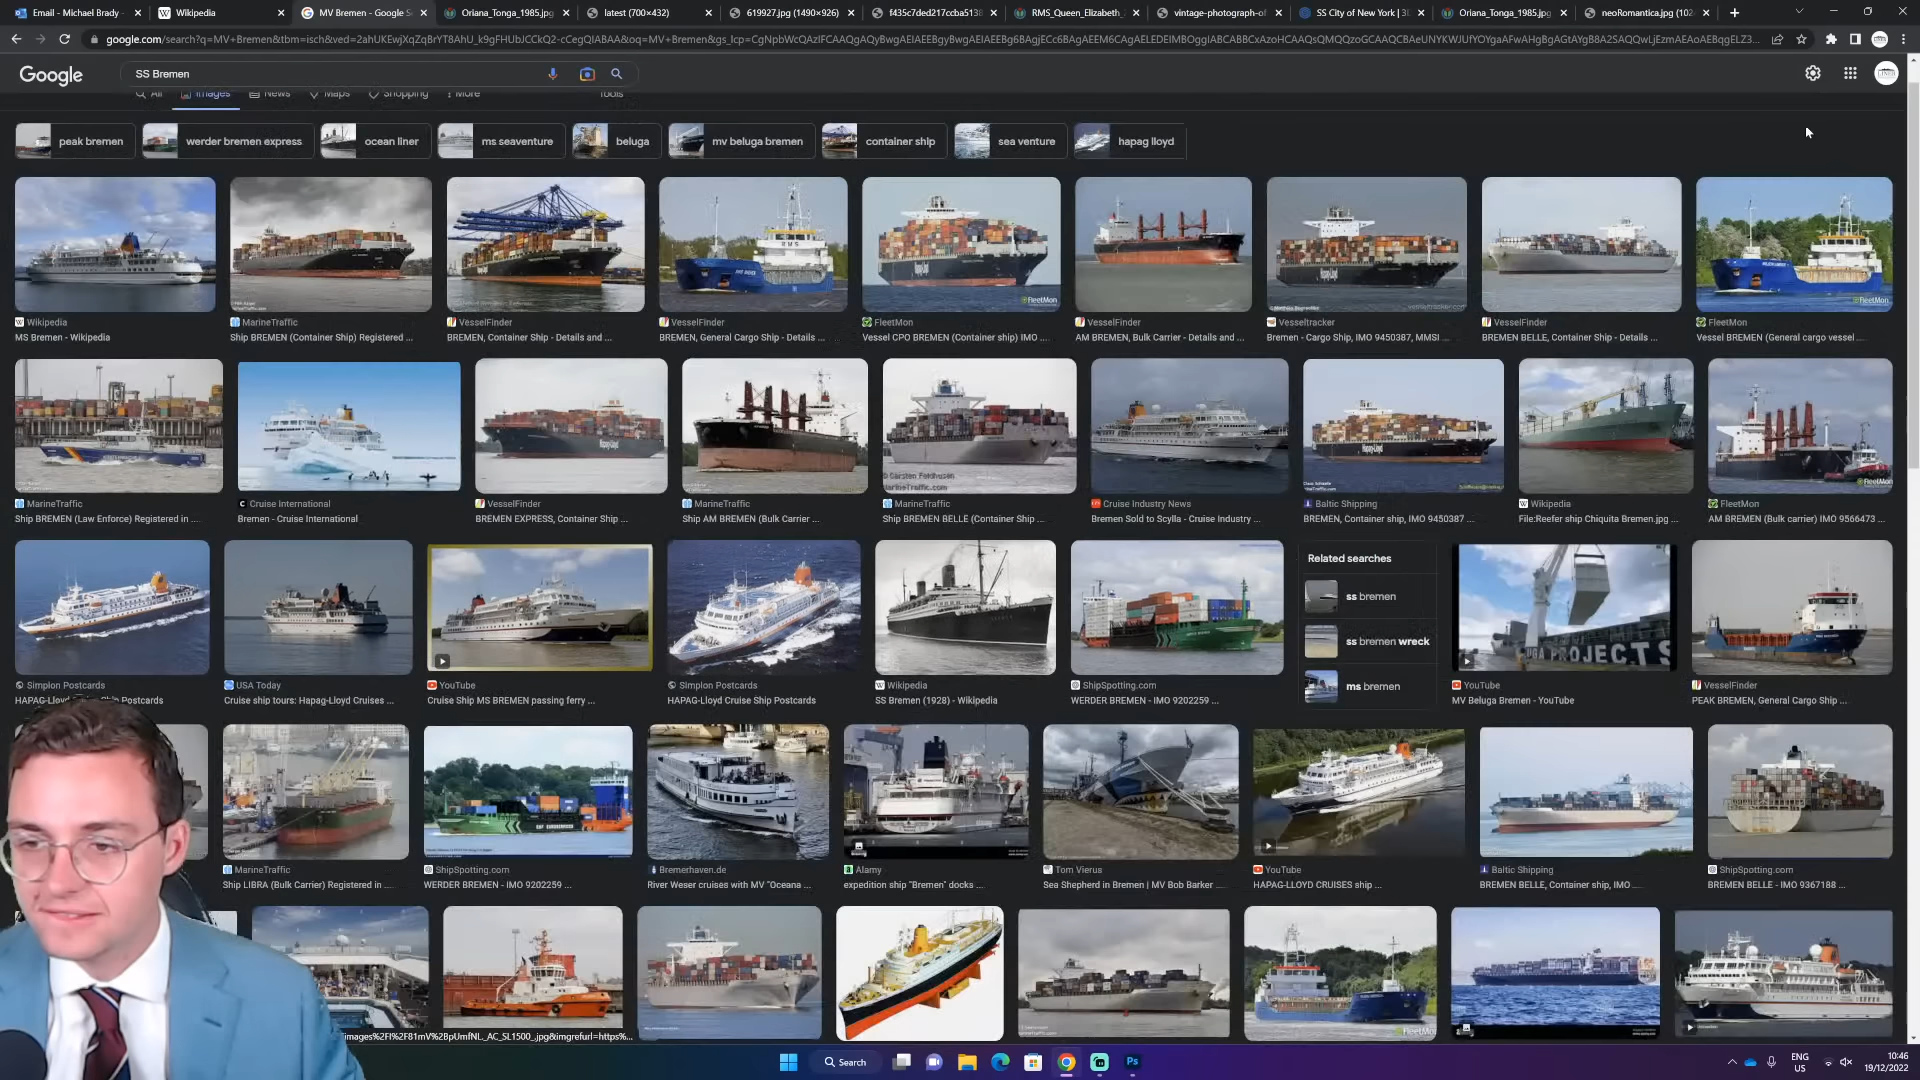 Email - Michael Brady -
Wikipedia
MV Bremen - Google S
Oriana_Tonga_1985.jpg
latest (700×432)
619927.jpg (1490×926)
f435c7ded217ccba5138
RMS_Queen_Elizabeth_
vintage-photograph-of
SS City of New York | 3D
Oriana_Tonga_1985.jpg
neoRomantica.jpg (102
Google
SS Bremen
All
Images
News
Maps
Shopping
More
Tools
peak bremen
werder bremen express
ocean liner
ms seaventure
beluga
mv beluga bremen
container ship
sea venture
hapag lloyd
Wikipedia
MS Bremen - Wikipedia
MarineTraffic
Ship BREMEN (Container Ship) Registered ...
VesselFinder
BREMEN, Container Ship - Details and ...
VesselFinder
BREMEN, General Cargo Ship - Details ...
FleetMon
Vessel CPO BREMEN (Container ship) IMO ...
VesselFinder
AM BREMEN, Bulk Carrier - Details and ...
Vesseltracker
Bremen - Cargo Ship, IMO 9450387, MMSI ...
VesselFinder
BREMEN BELLE, Container Ship - Details ...
FleetMon
Vessel BREMEN (General cargo vessel ...
MarineTraffic
Ship BREMEN (Law Enforce) Registered in ...
Cruise International
Bremen - Cruise International
VesselFinder
BREMEN EXPRESS, Container Ship ...
MarineTraffic
Ship AM BREMEN (Bulk Carrier ...
MarineTraffic
Ship BREMEN BELLE (Container Ship ...
Cruise Industry News
Bremen Sold to Scylla - Cruise Industry ...
Baltic Shipping
BREMEN, Container ship, IMO 9450387 ...
Wikipedia
File:Reefer ship Chiquita Bremen.jpg ...
FleetMon
AM BREMEN (Bulk carrier) IMO 9566473 ...
Simplon Postcards
HAPAG-Lloyd Cruise Ship Postcards
USA Today
Cruise ship tours: Hapag-Lloyd Cruises ...
YouTube
Cruise Ship MS BREMEN passing ferry ...
Simplon Postcards
HAPAG-Lloyd Cruise Ship Postcards
Wikipedia
SS Bremen (1928) - Wikipedia
ShipSpotting.com
WERDER BREMEN - IMO 9202259 ...
Related searches
ss bremen
ss bremen wreck
ms bremen
UGA PROJECTS
YouTube
MV Beluga Bremen - YouTube
VesselFinder
PEAK BREMEN, General Cargo Ship ...
MarineTraffic
Ship LIBRA (Bulk Carrier) Registered in ...
ShipSpotting.com
WERDER BREMEN - IMO 9202259 ...
Bremerhaven.de
River Weser cruises with MV "Oceana ...
Alamy
expedition ship "Bremen" docks ...
Tom Vierus
Sea Shepherd in Bremen | MV Bob Barker ...
YouTube
HAPAG-LLOYD CRUISES ship ...
Baltic Shipping
BREMEN BELLE, Container ship, IMO ...
ShipSpotting.com
BREMEN BELLE - IMO 9367188 ...
Search
ENG
US
10:46
19/12/2022